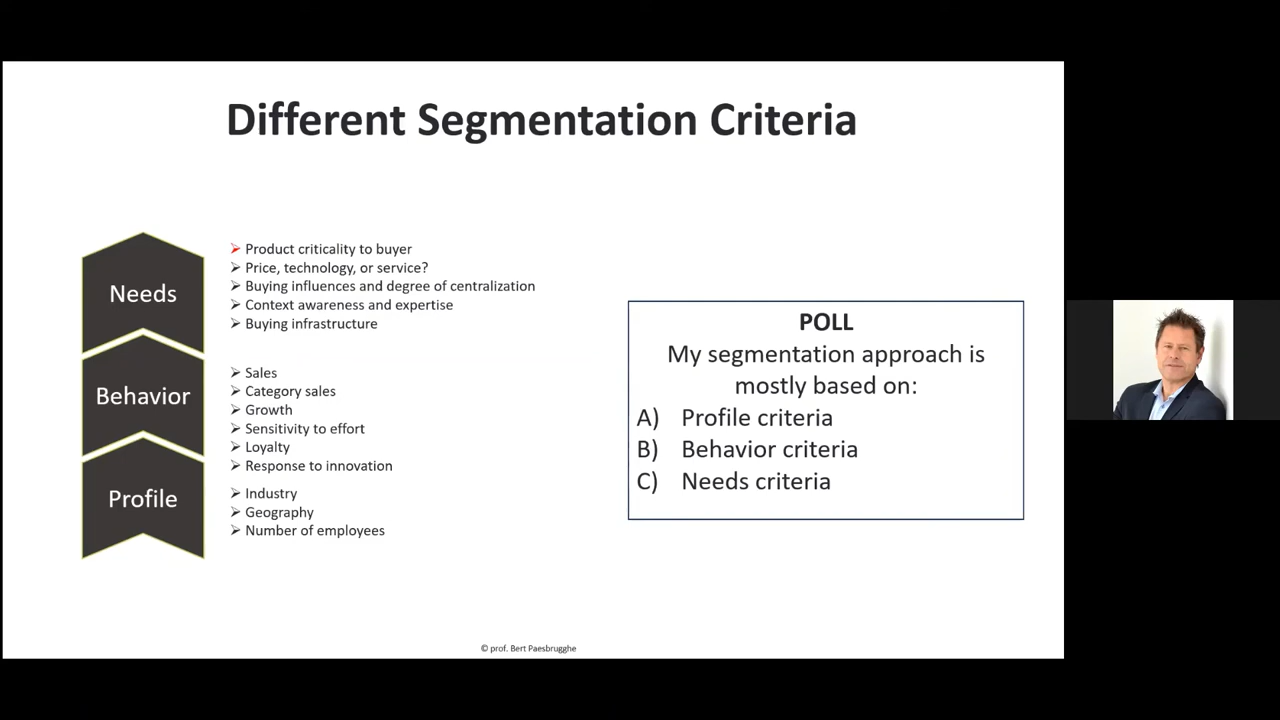 Different Segmentation Criteria
Needs
Product criticality to buyer
Price, technology, or service?
Buying influences and degree of centralization
Context awareness and expertise
Buying infrastructure
Behavior
Sales
Category sales
Growth
Sensitivity to effort
Loyalty
Response to innovation
Profile
Industry
Geography
Number of employees
POLL
My segmentation approach is
mostly based on:
A) Profile criteria
B) Behavior criteria
C) Needs criteria
© prof. Bert Paesbrugghe